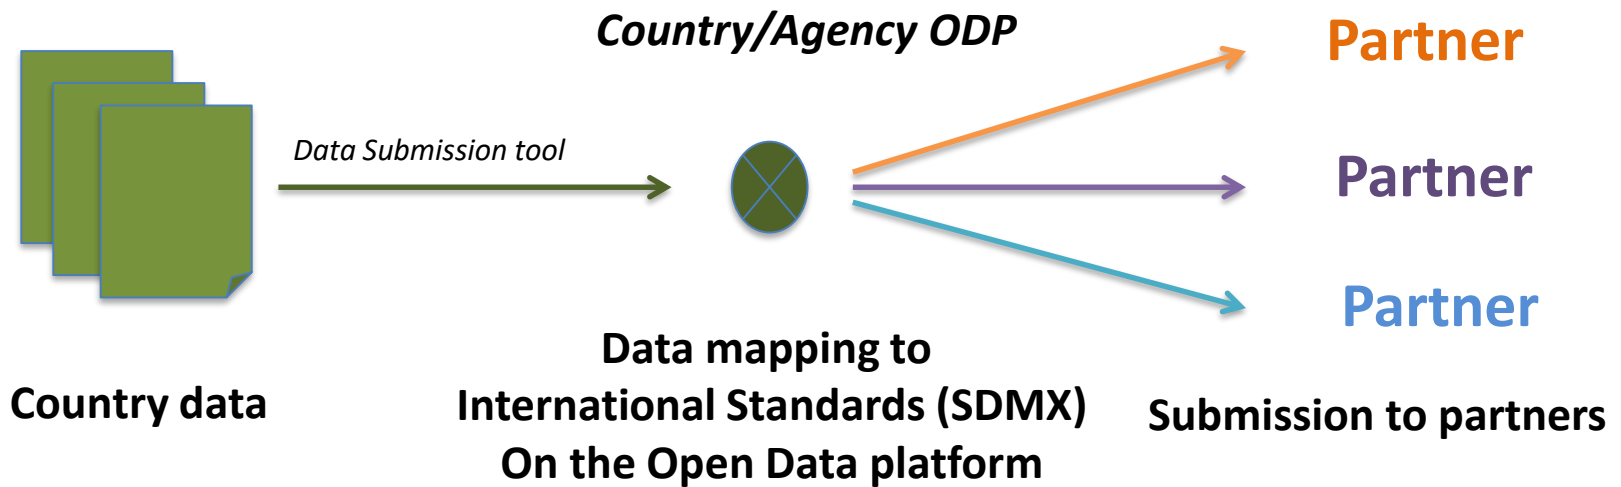 Country/Agency ODP
Data Submission tool
Partner
Partner
Partner
Country data
Data mapping to
International Standards (SDMX)
On the Open Data platform
Submission to partners